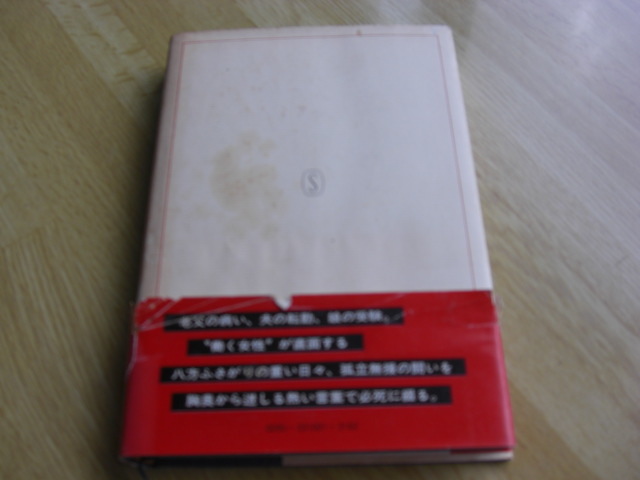 S
老父の病い、夫の転勤、娘の受験。
“働く女性”が直面する
八方ふさがりの重い日々、孤立無援の闘いを
胸奥から迸しる熱い言葉で必死に綴る。